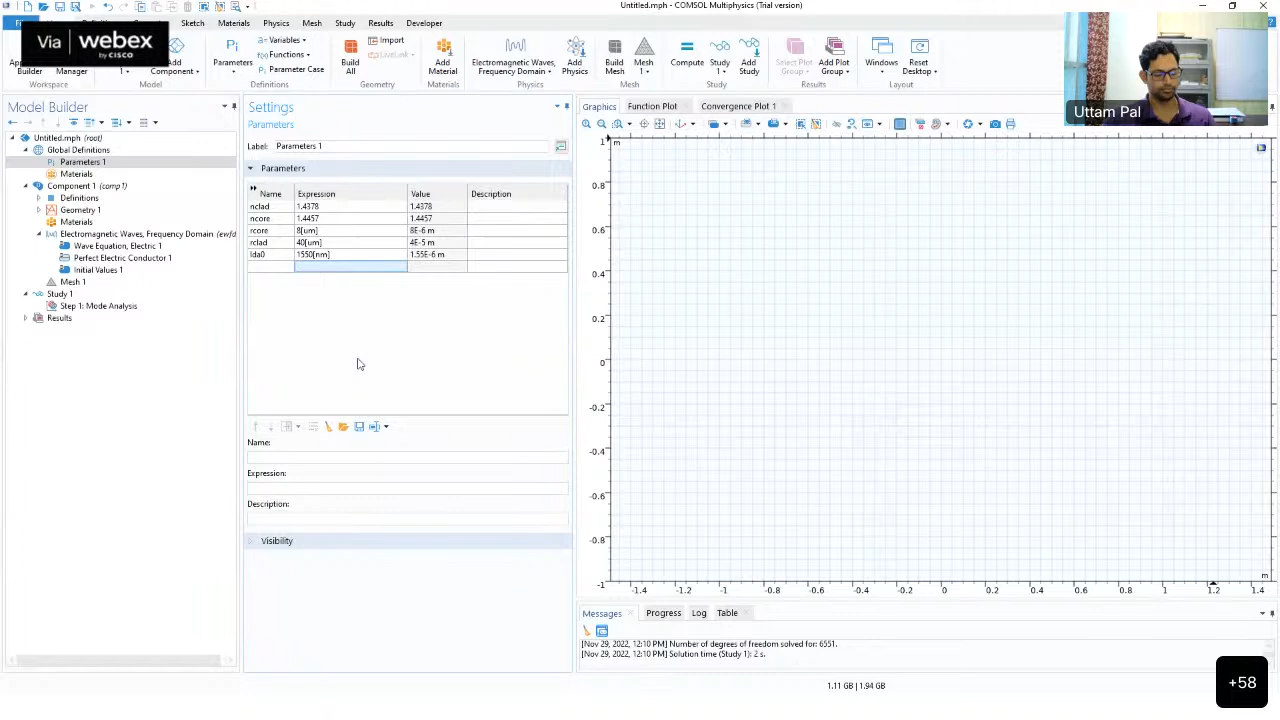 Untitled.mph - COMSOL Multiphysics (Trial version)
Sketch Materials Physics Mesh Study Results Developer
Via webex by CISCO
Builder Manager
Component
Workspace Model
Parameters 1
Variables
Functions
Parameter Case
Definitions
Build All
Import
LiveLink
Geometry
Add Material
Materials
Frequency Domain
Add Physics
Physics
Build Mesh
Mesh 1
Mesh
Compute
Study 1
Add Study
Study
Select Plot Group
Add Plot Group
Results
Windows
Reset Desktop
Layout
Uttam Pal
Model Builder
Untitled.mph (root)
Global Definitions
Pi Parameters 1
Materials
Component 1 (comp1)
Definitions
Geometry 1
Materials
Electromagnetic Waves, Frequency Domain (ewfd
Wave Equation, Electric 1
Perfect Electric Conductor 1
Initial Values 1
Mesh 1
Study 1
Step 1: Mode Analysis
Results
Settings
Parameters
Label: Parameters 1
Parameters
Name Expression Value Description
nclad 1.4378 1.4378
ncore 1.4457 1.4457
rcore 8[um] 8E-6 m
rclad 40[um] 4E-5 m
lda0 1550[nm] 1.55E-6 m
Name:
Expression:
Description:
Visibility
Graphics Function Plot Convergence Plot 1
m
1
0.8
0.6
0.4
0.2
0
-0.2
-0.4
-0.6
-0.8
-1
m
-1.4 -1.2 -1 -0.8 -0.6 -0.4 -0.2 0 0.2 0.4 0.6 0.8 1 1.2 1.4
Messages Progress Log Table
[Nov 29, 2022, 12:10 PM] Number of degrees of freedom solved for: 6551.
[Nov 29, 2022, 12:10 PM] Solution time (Study 1): 2 s.
1.11 GB | 1.94 GB
+58